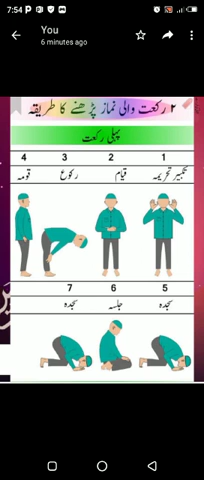 7:54
You
6 minutes ago
۲ رکعت والی نماز پڑھنے کا طریقہ
پہلی رکعت
1 2 3 4
تکبیر تحریمہ قیام رکوع قومہ
5 6 7
سجدہ جلسہ سجدہ